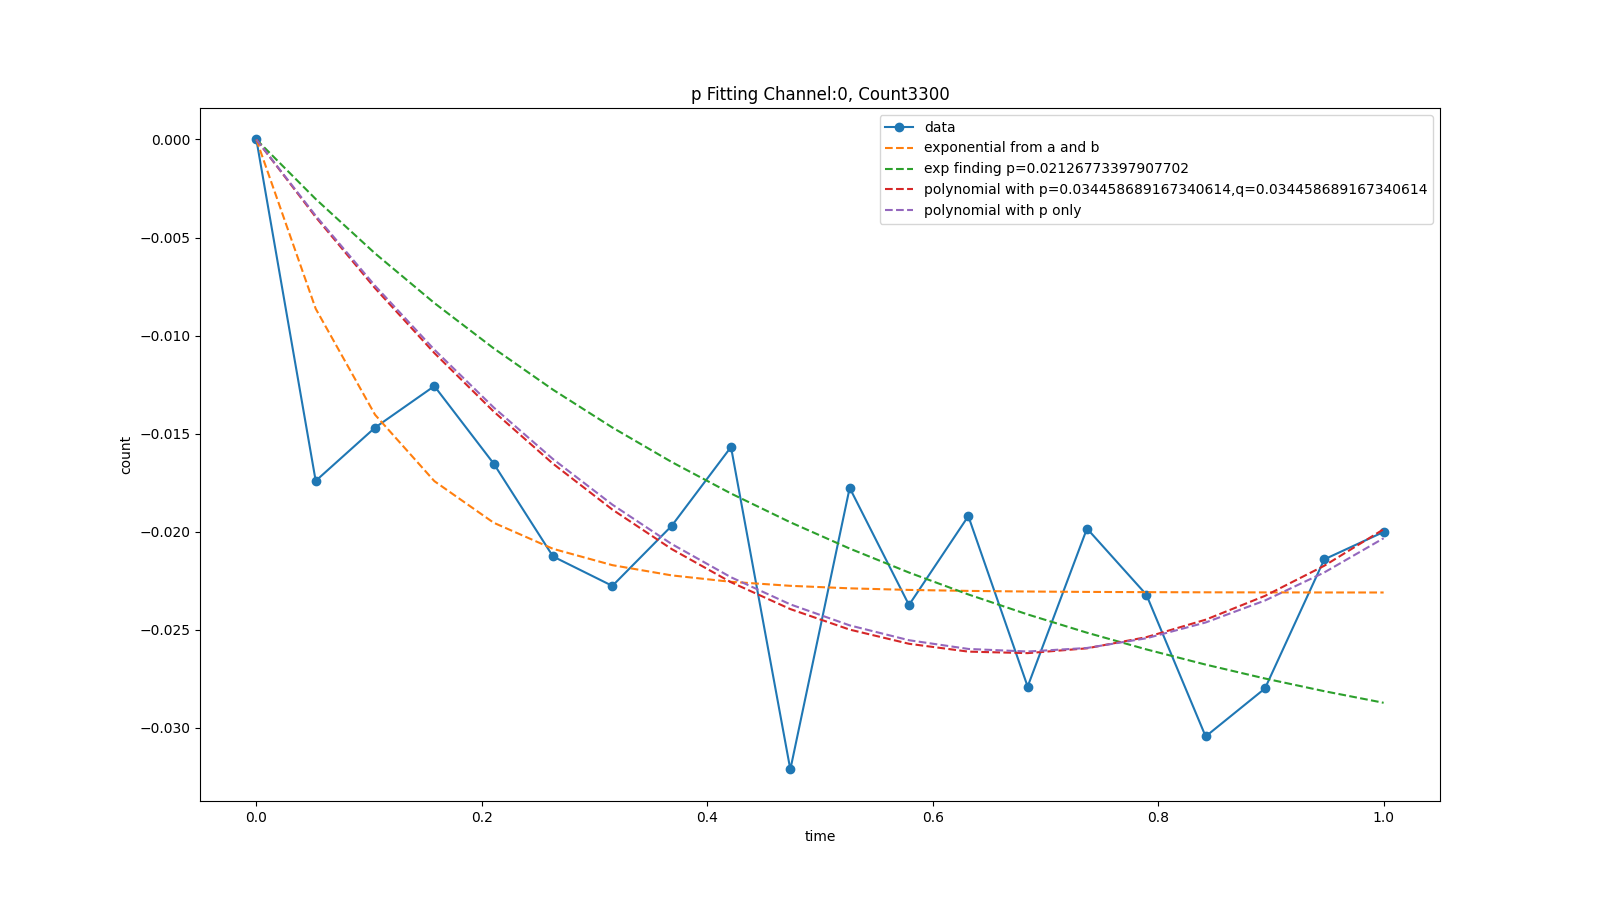 p Fitting Channel:0, Count3300
data
exponential from a and b
exp finding p=0.02126773397907702
polynomial with p=0.034458689167340614,q=0.034458689167340614
polynomial with p only
0.000
−0.005
−0.010
−0.015
−0.020
−0.025
−0.030
count
0.0 0.2 0.4 0.6 0.8 1.0
time